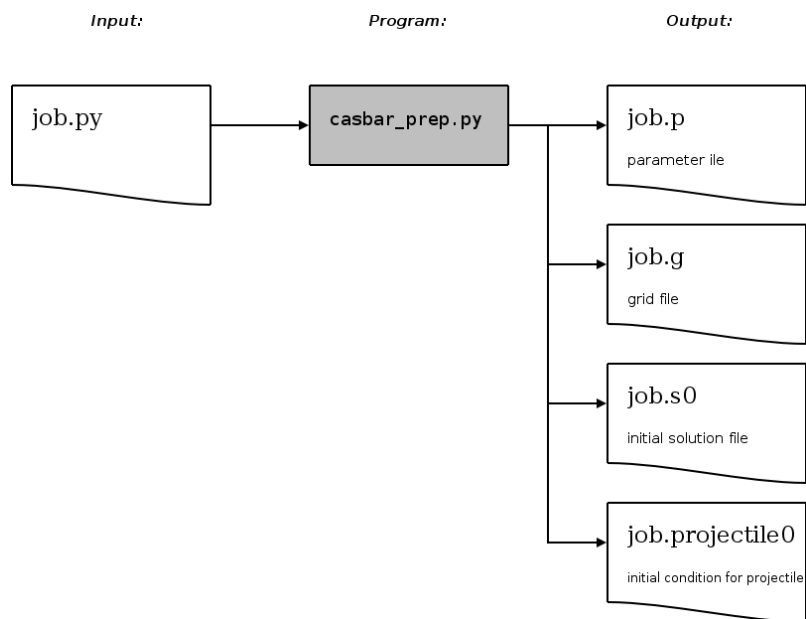 Input:
Program:
Output:
job.py
casbar_prep.py
job.p
parameter ile
job.g
grid file
job.s0
initial solution file
job.projectile0
initial condition for projectile